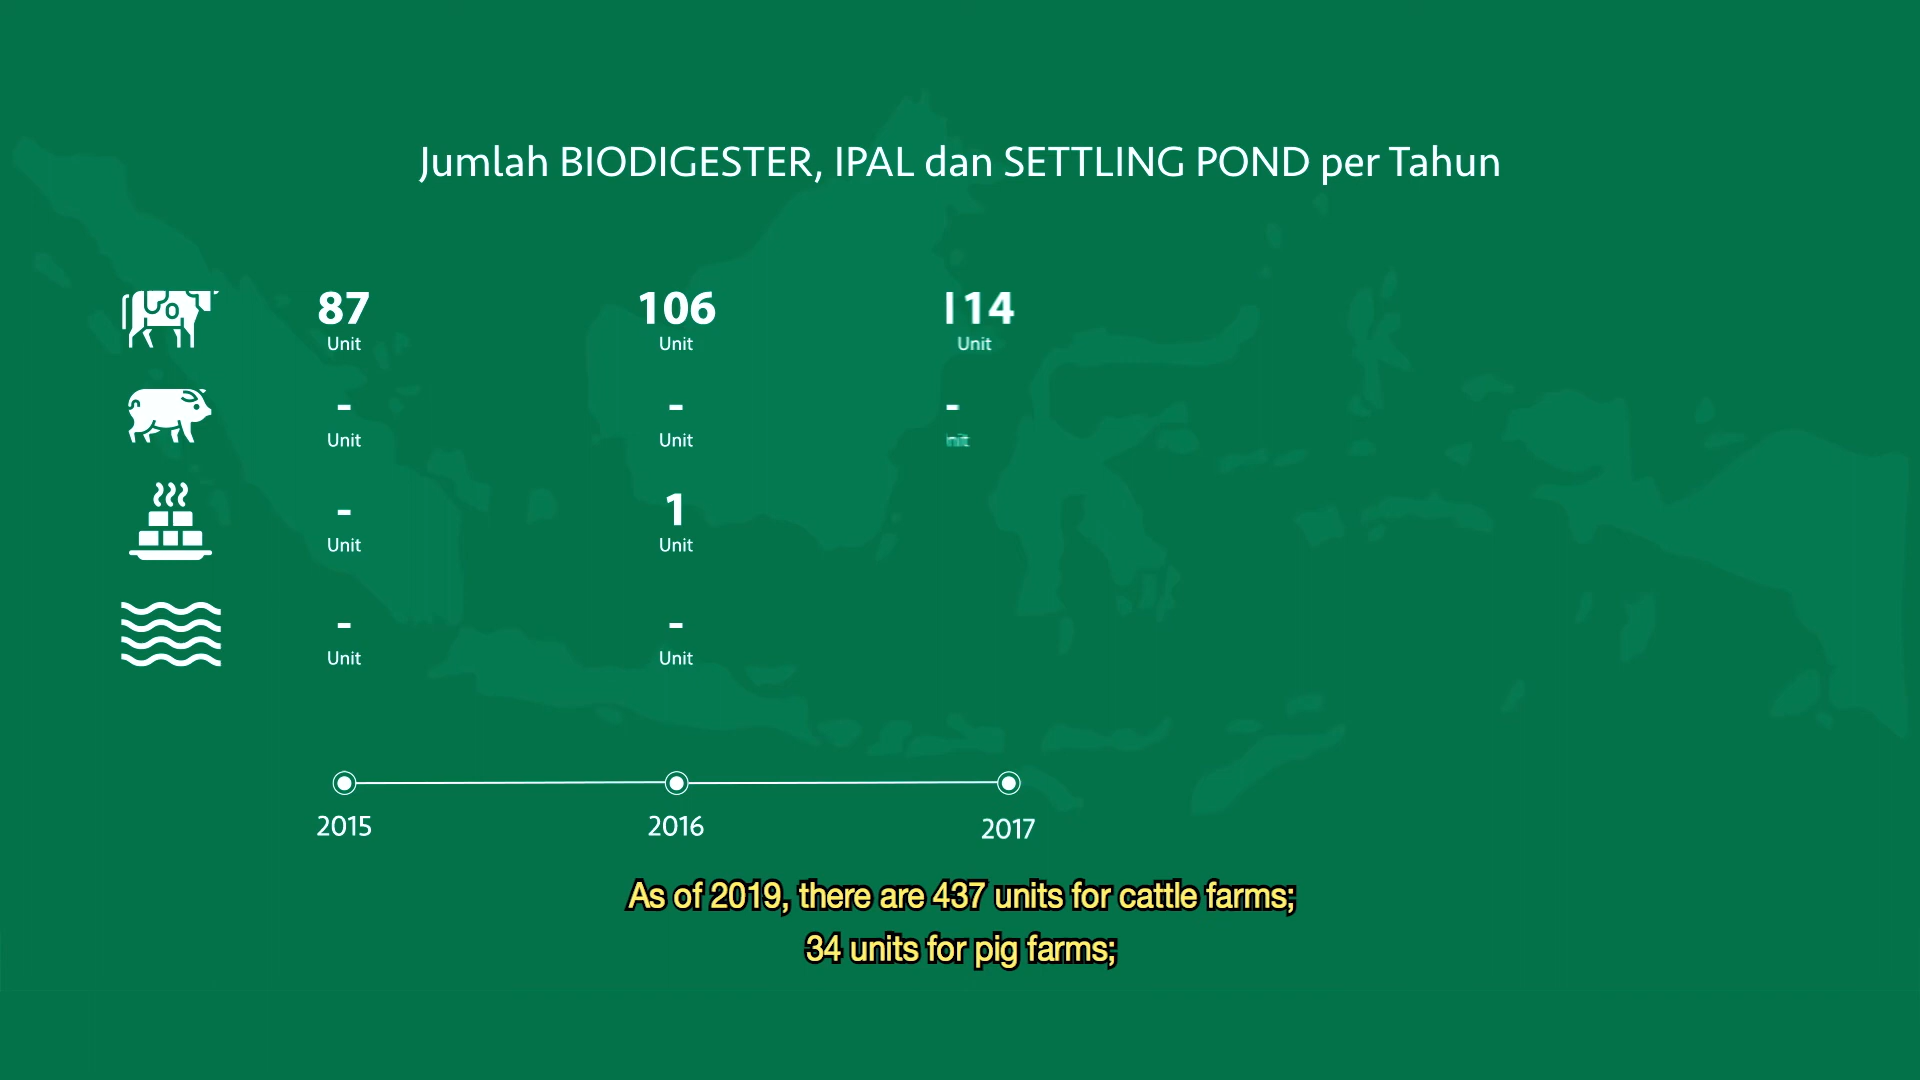 Jumlah BIODIGESTER, IPAL dan SETTLING POND per Tahun
87 106 114
Unit Unit Unit
- - -
Unit Unit
- 1
Unit Unit
- -
Unit Unit
2015 2016 2017
As of 2019, there are 437 units for cattle farms;
34 units for pig farms;